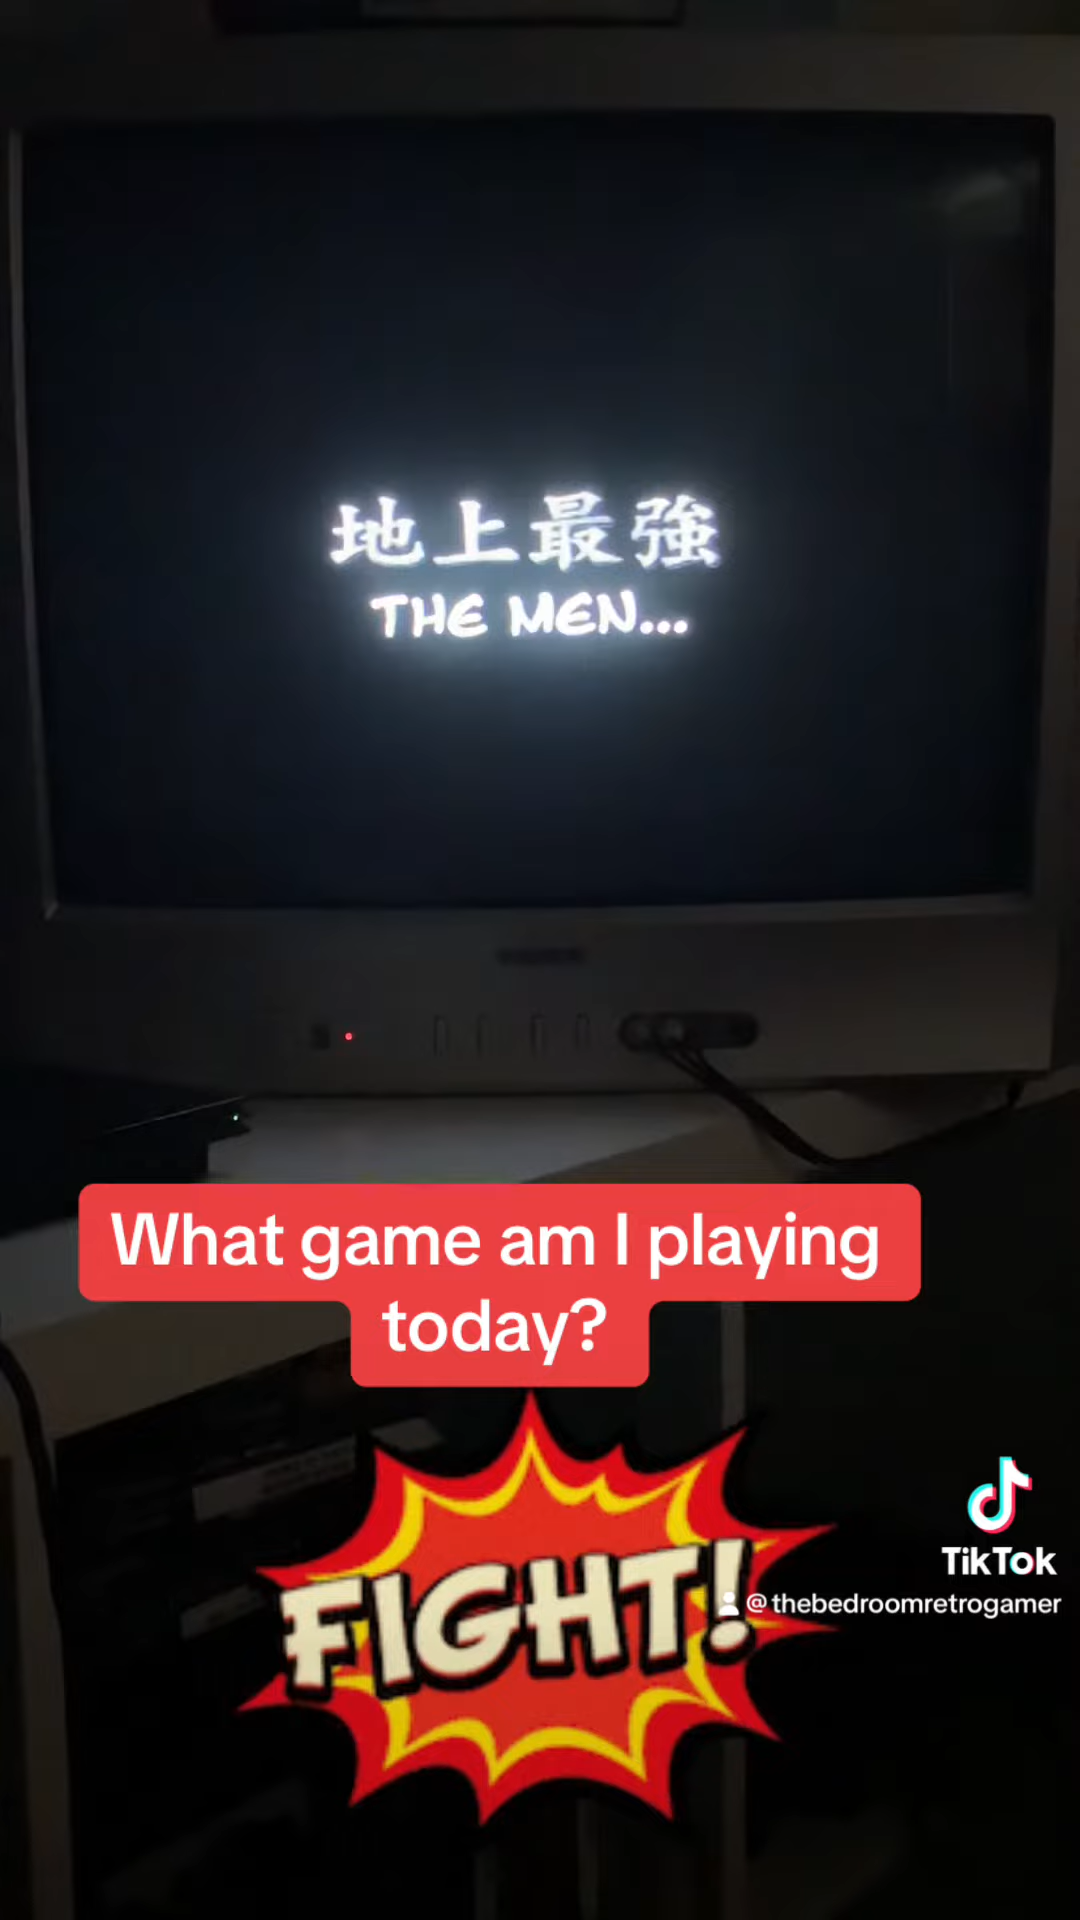 地上最強
THE MEN...
What game am I playing
today?
FIGHT!
TikTok
@thebedroomretrogamer